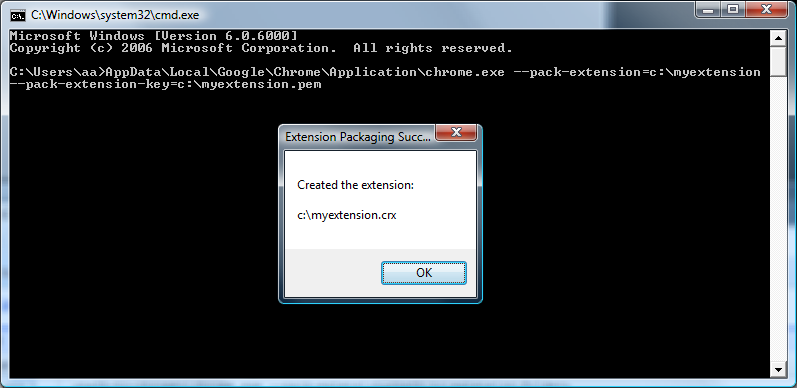 C:\Windows\system32\cmd.exe
Microsoft Windows [Version 6.0.6000]
Copyright (c) 2006 Microsoft Corporation.  All rights reserved.
C:\Users\aa>AppData\Local\Google\Chrome\Application\chrome.exe --pack-extension=c:\myextension
--pack-extension-key=c:\myextension.pem
Extension Packaging Succ...
Created the extension:
c:\myextension.crx
OK